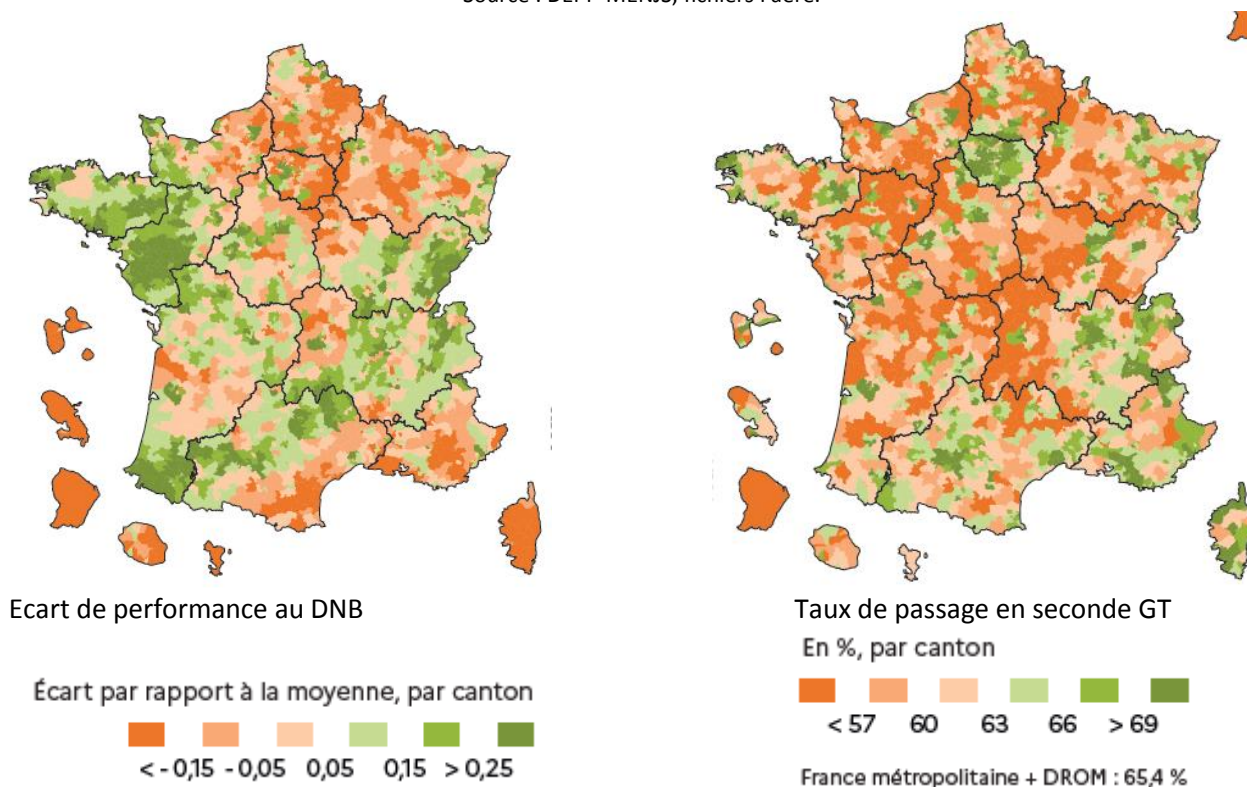 Ecart de performance au DNB
Écart par rapport à la moyenne, par canton
< - 0,15 - 0,05 0,05 0,15 > 0,25
Taux de passage en seconde GT
En %, par canton
< 57 60 63 66 > 69
France métropolitaine + DROM : 65,4 %